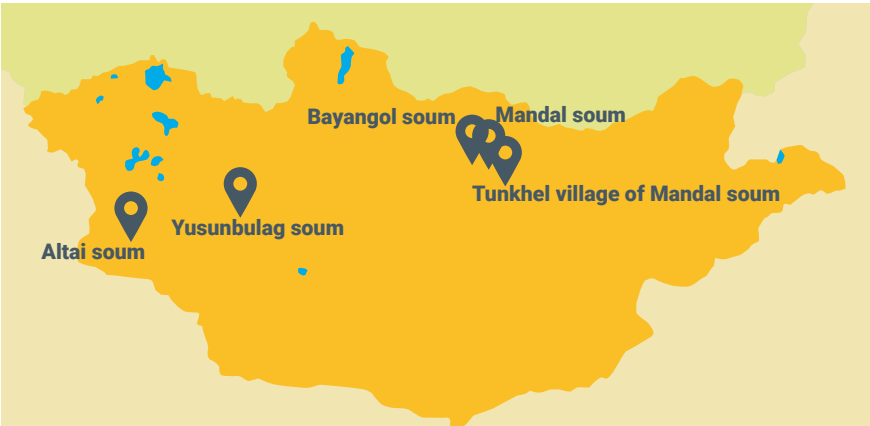 Bayangol soum
Mandal soum
Tunkhel village of Mandal soum
Yusunbulag soum
Altai soum